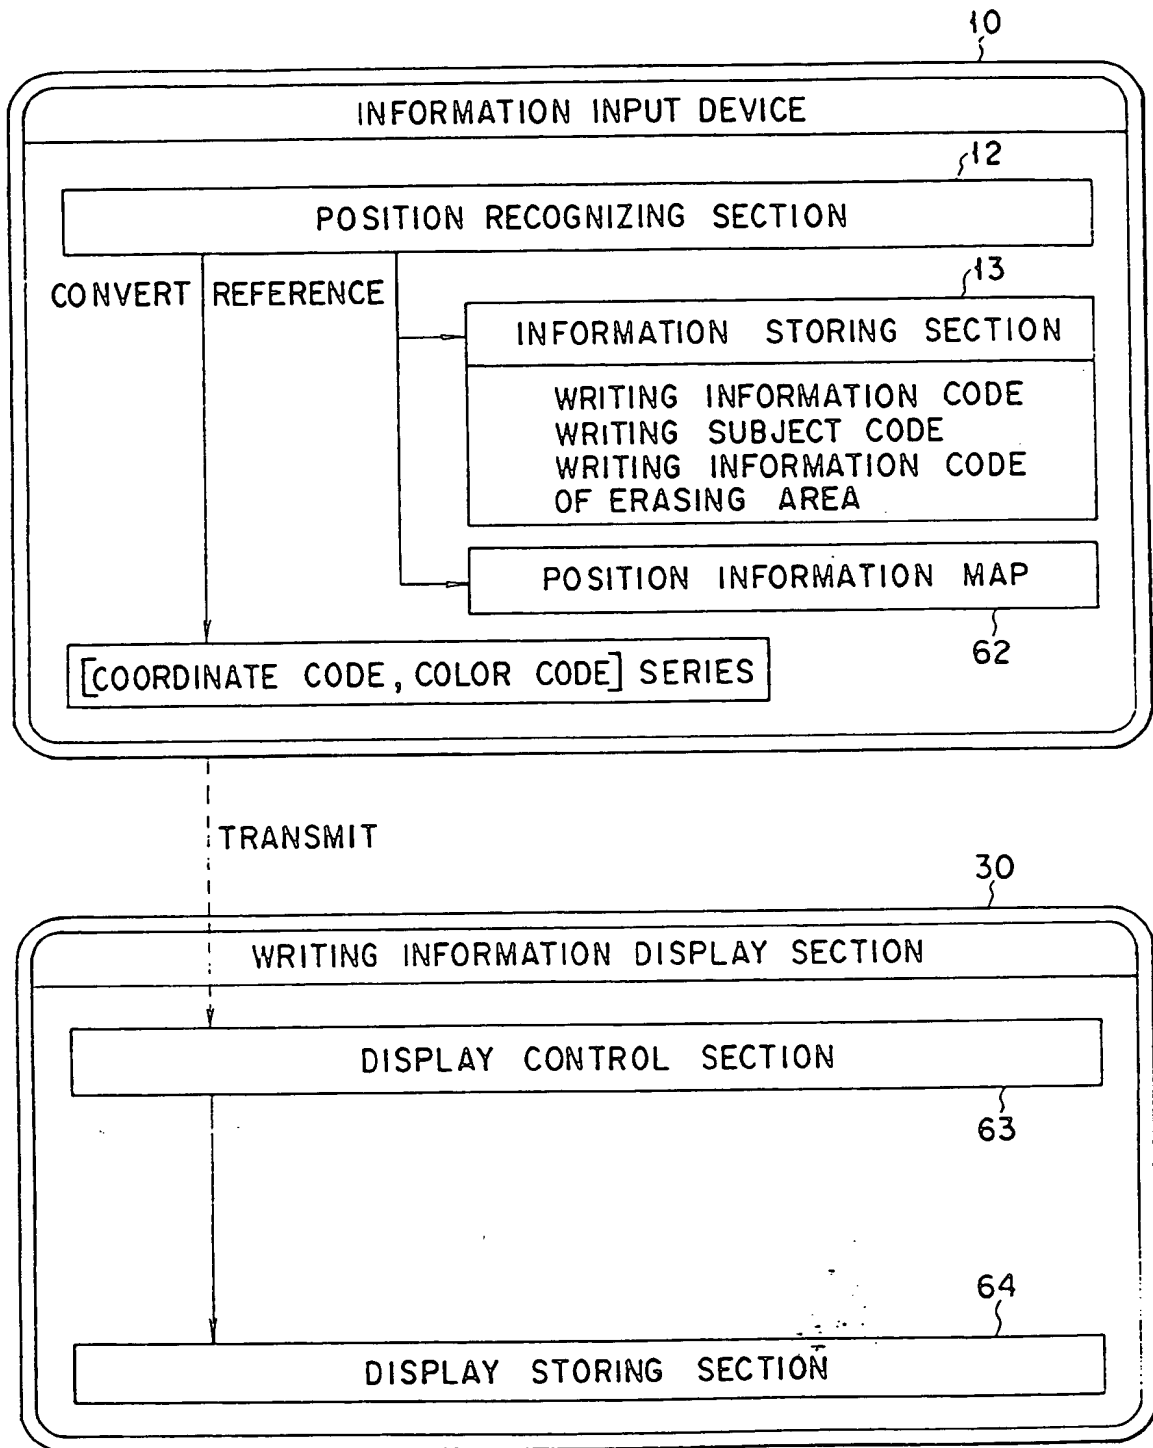 10
INFORMATION INPUT DEVICE
12
POSITION RECOGNIZING SECTION
CONVERT REFERENCE
13
INFORMATION STORING SECTION
WRITING INFORMATION CODE
WRITING SUBJECT CODE
WRITING INFORMATION CODE
OF ERASING AREA
POSITION INFORMATION MAP
62
[COORDINATE CODE, COLOR CODE] SERIES
TRANSMIT
30
WRITING INFORMATION DISPLAY SECTION
DISPLAY CONTROL SECTION
63
64
DISPLAY STORING SECTION